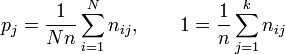 p_j = \frac{1}{Nn} \sum_{i=1}^{N} n_{ij}, \qquad 1 = \frac{1}{n} \sum_{j=1}^{k} n_{ij}